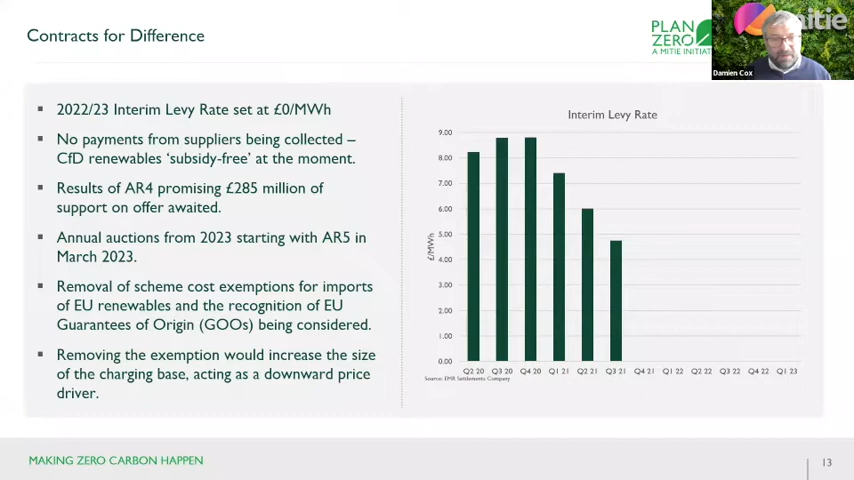 Contracts for Difference
PLAN
ZERO
A MITIE INITIATI
mitie
Damien Cox
2022/23 Interim Levy Rate set at £0/MWh
No payments from suppliers being collected –
CfD renewables 'subsidy-free' at the moment.
Results of AR4 promising £285 million of
support on offer awaited.
Annual auctions from 2023 starting with AR5 in
March 2023.
Removal of scheme cost exemptions for imports
of EU renewables and the recognition of EU
Guarantees of Origin (GOOs) being considered.
Removing the exemption would increase the size
of the charging base, acting as a downward price
driver.
Interim Levy Rate
9.00
8.00
7.00
6.00
5.00
4.00
3.00
2.00
1.00
0.00
£/MWh
Q2 20 Q3 20 Q4 20 Q1 21 Q2 21 Q3 21 Q4 21 Q1 22 Q2 22 Q3 22 Q4 22 Q1 23
Source: EMR Settlements Company
MAKING ZERO CARBON HAPPEN
13